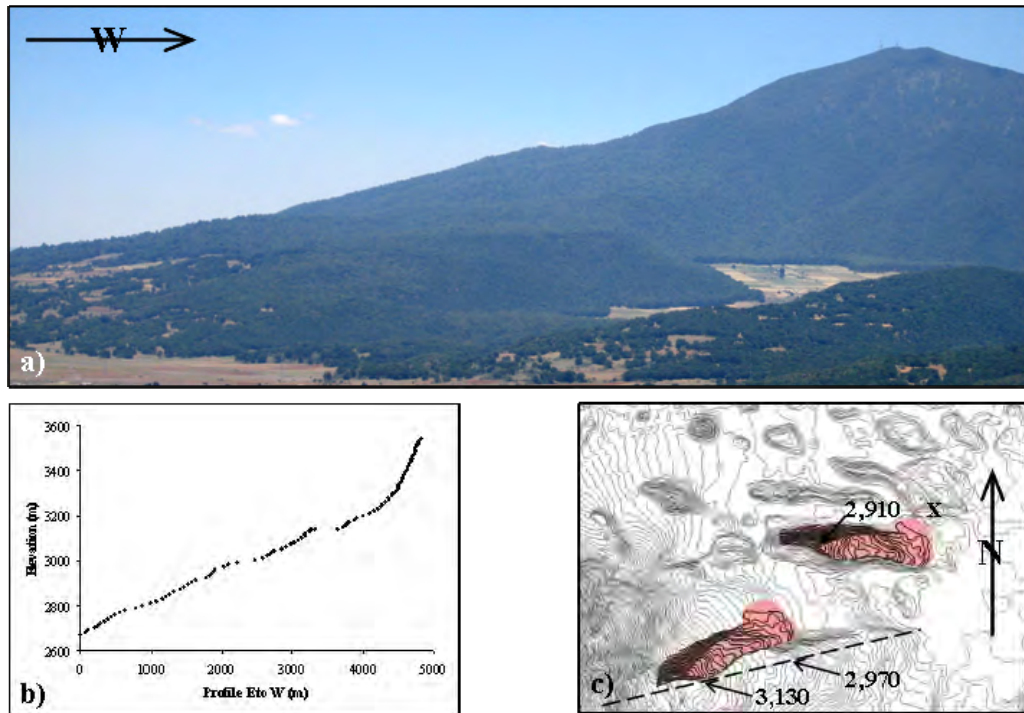 W
a)
3600
3400
3200
3000
2800
2600
Elevation (m)
0 1000 2000 3000 4000 5000
Profile E to W (m)
b)
2,910 X
N
2,970
3,130
c)